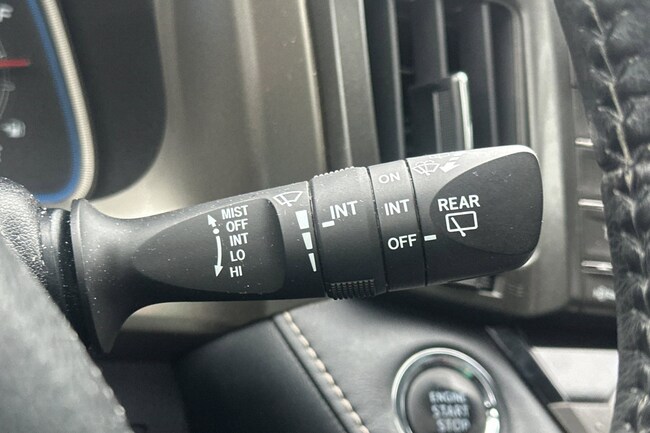 F
MIST
OFF
INT
LO
HI
INT
ON
INT
OFF
REAR
ENGINE
START
STOP